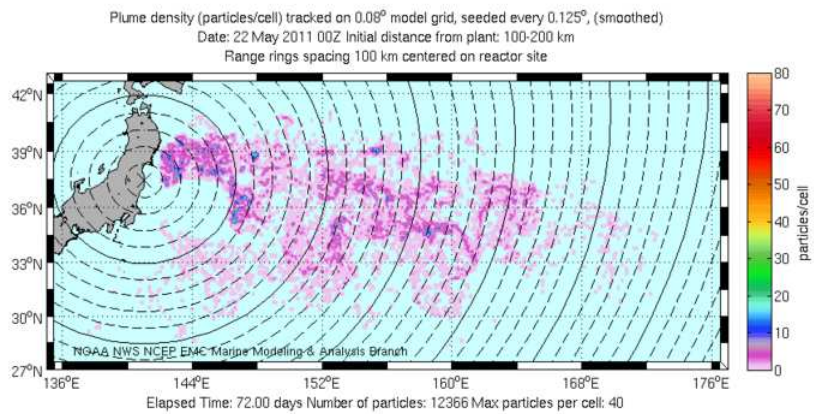 Plume density (particles/cell) tracked on 0.08° model grid, seeded every 0.125°, (smoothed)
Date: 22 May 2011 00Z Initial distance from plant: 100-200 km
Range rings spacing 100 km centered on reactor site
42°N
39°N
36°N
33°N
30°N
27°N
136°E
144°E
152°E
160°E
168°E
176°E
NOAA NWS NCEP EMC Marine Modeling & Analysis Branch
80
70
60
50
40
30
20
10
0
particles/cell
Elapsed Time: 72.00 days Number of particles: 12366 Max particles per cell: 40